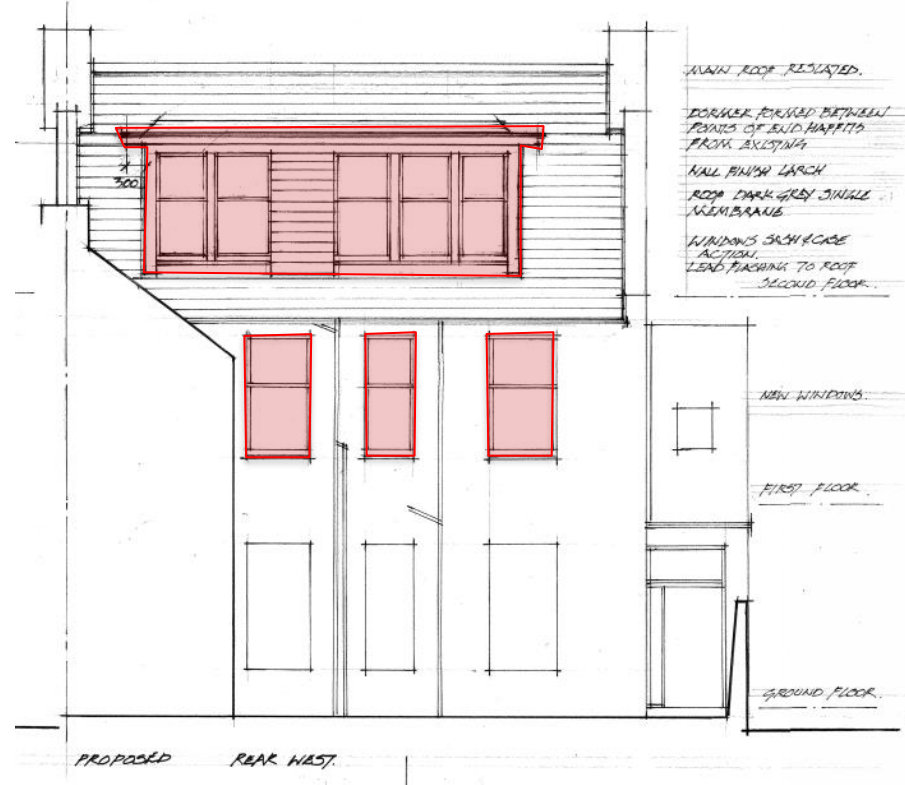 MAIN ROOF RESLATED.
DORMER FORMED BETWEEN
POINTS OF END HAFFITS
FROM EXISTING
WALL FINISH LARCH
ROOF DARK GREY SINGLE
MEMBRANE
WINDOWS SASH & CASE
ACTION.
LEAD FLASHING TO ROOF
SECOND FLOOR.
300
NEW WINDOWS.
FIRST FLOOR.
GROUND FLOOR.
PROPOSED REAR WEST.